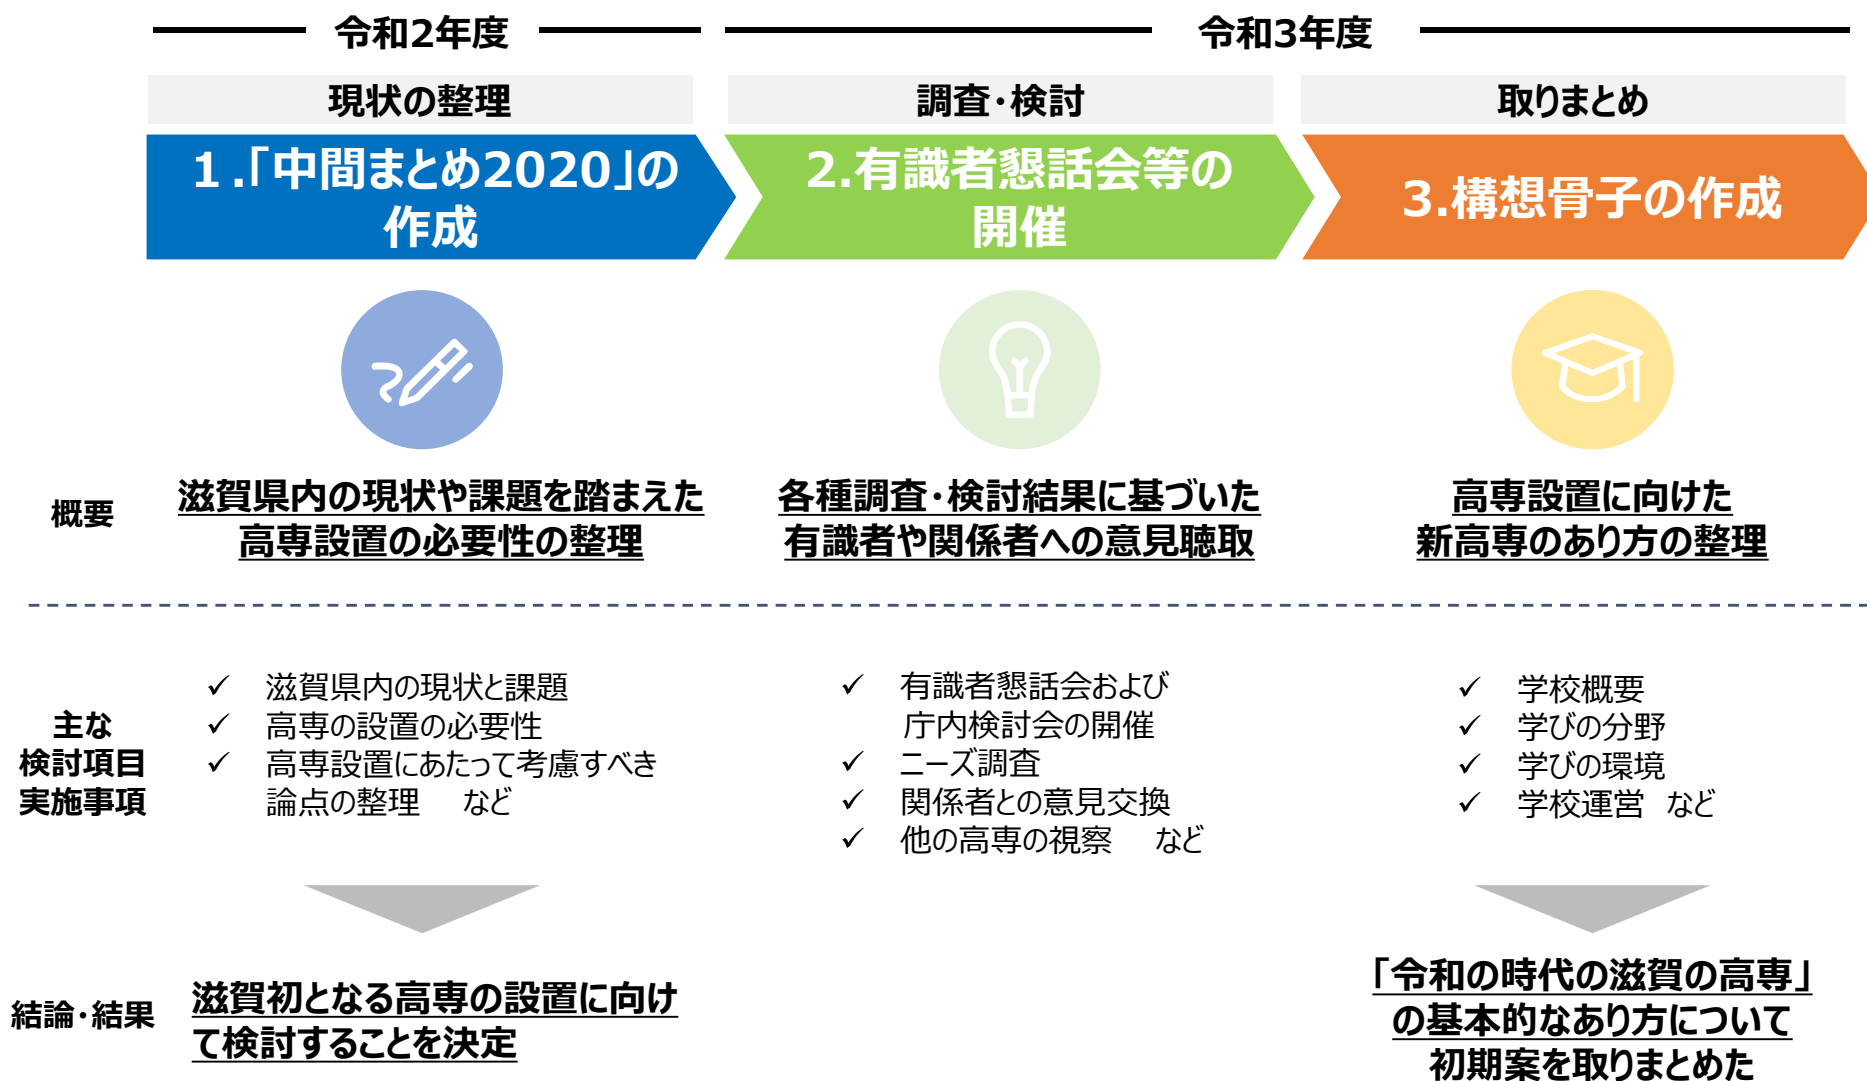 令和2年度
令和3年度
現状の整理
調査・検討
取りまとめ
1.「中間まとめ2020」の
作成
2.有識者懇話会等の
開催
3.構想骨子の作成
概要
滋賀県内の現状や課題を踏まえた
高専設置の必要性の整理
各種調査・検討結果に基づいた
有識者や関係者への意見聴取
高専設置に向けた
新高専のあり方の整理
主な
検討項目
実施事項
✓ 滋賀県内の現状と課題
✓ 高専の設置の必要性
✓ 高専設置にあたって考慮すべき
論点の整理 など
✓ 有識者懇話会および
庁内検討会の開催
✓ ニーズ調査
✓ 関係者との意見交換
✓ 他の高専の視察 など
✓ 学校概要
✓ 学びの分野
✓ 学びの環境
✓ 学校運営 など
結論・結果
滋賀初となる高専の設置に向け
て検討することを決定
「令和の時代の滋賀の高専」
の基本的なあり方について
初期案を取りまとめた